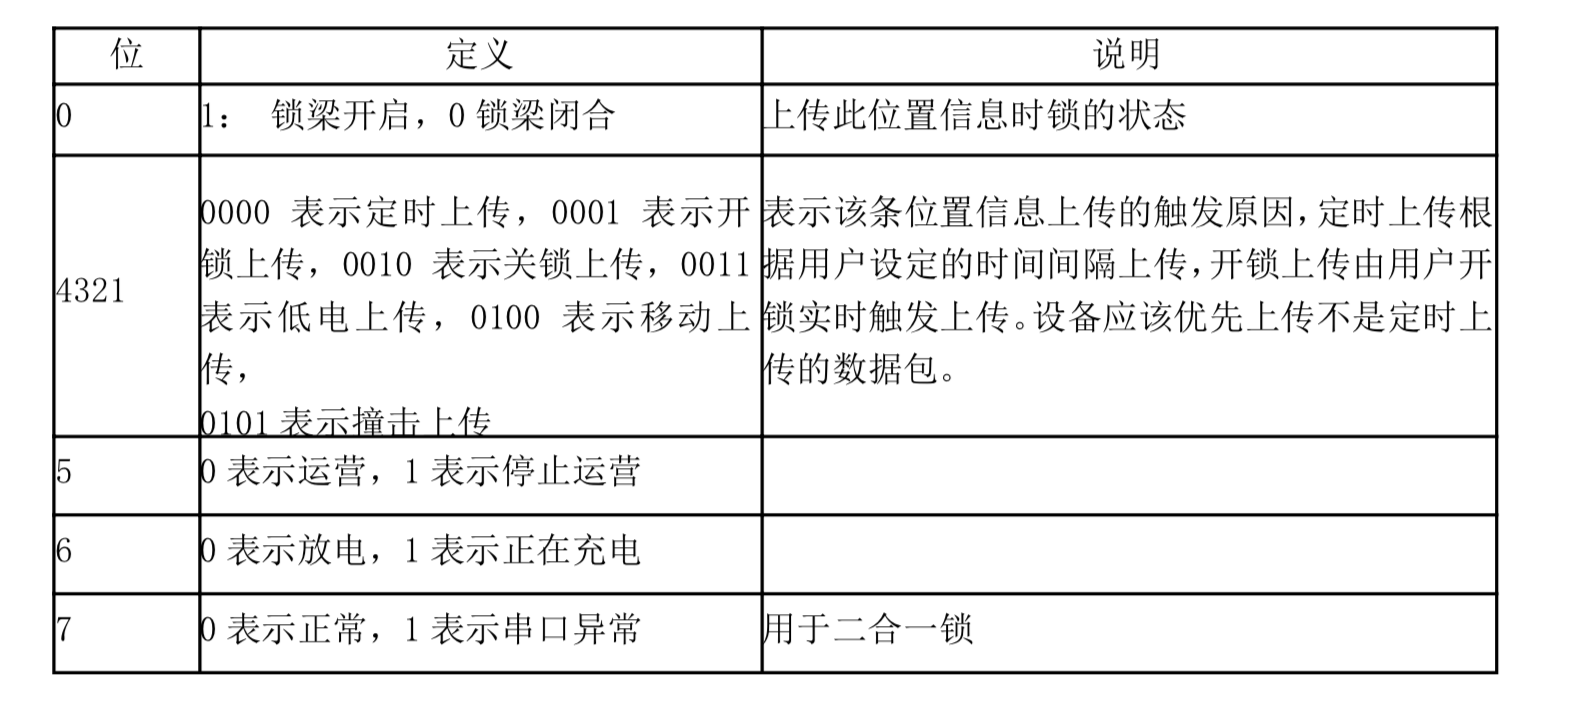 位 定义 说明
0 1： 锁梁开启，0 锁梁闭合 上传此位置信息时锁的状态
4321
0000 表示定时上传，0001 表示开
锁上传，0010 表示关锁上传，0011
表示低电上传，0100 表示移动上
传，
0101 表示撞击上传
表示该条位置信息上传的触发原因，定时上传根
据用户设定的时间间隔上传，开锁上传由用户开
锁实时触发上传。设备应该优先上传不是定时上
传的数据包。
5 0 表示运营，1 表示停止运营
6 0 表示放电，1 表示正在充电
7 0 表示正常，1 表示串口异常 用于二合一锁